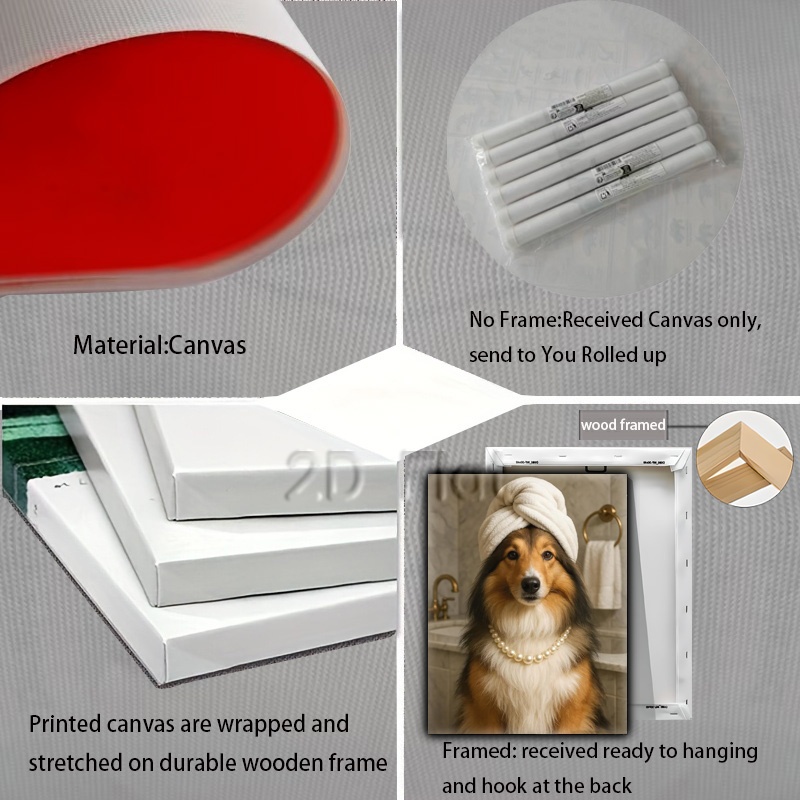 Material:Canvas
No Frame:Received Canvas only,
send to You Rolled up
wood framed
2D
Printed canvas are wrapped and
stretched on durable wooden frame
Framed: received ready to hanging
and hook at the back